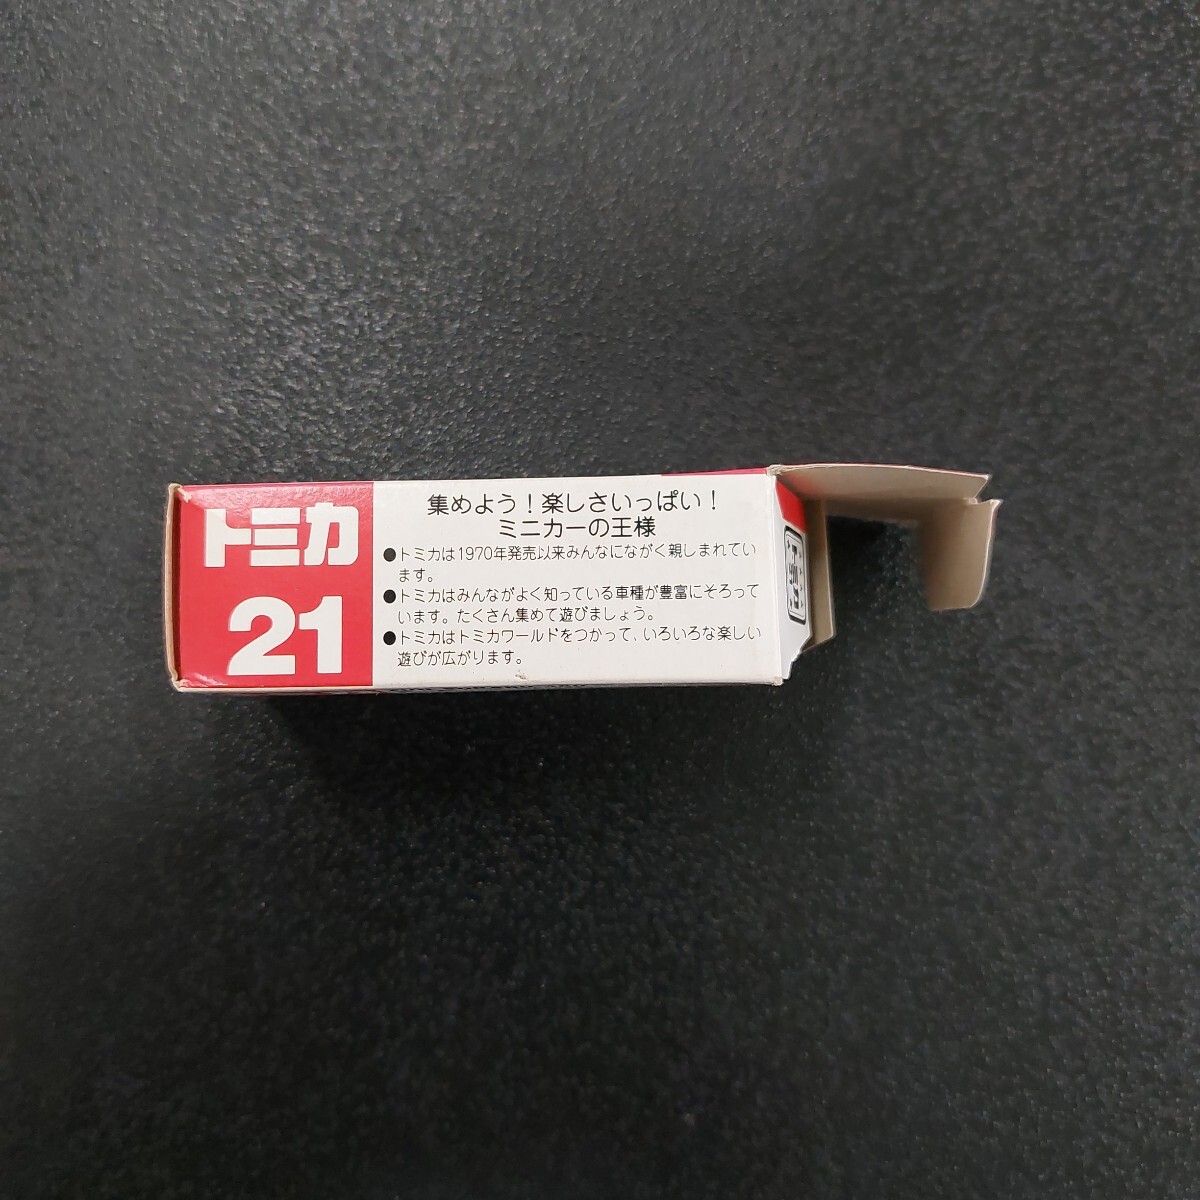 トミカ
21
集めよう！楽しさいっぱい！
ミニカーの王様
●トミカは1970年発売以来みんなにながく親しまれてい
ます。
●トミカはみんながよく知っている車種が豊富にそろって
います。たくさん集めて遊びましょう。
●トミカはトミカワールドをつかって、いろいろな楽しい
遊びが広がります。
トミカ